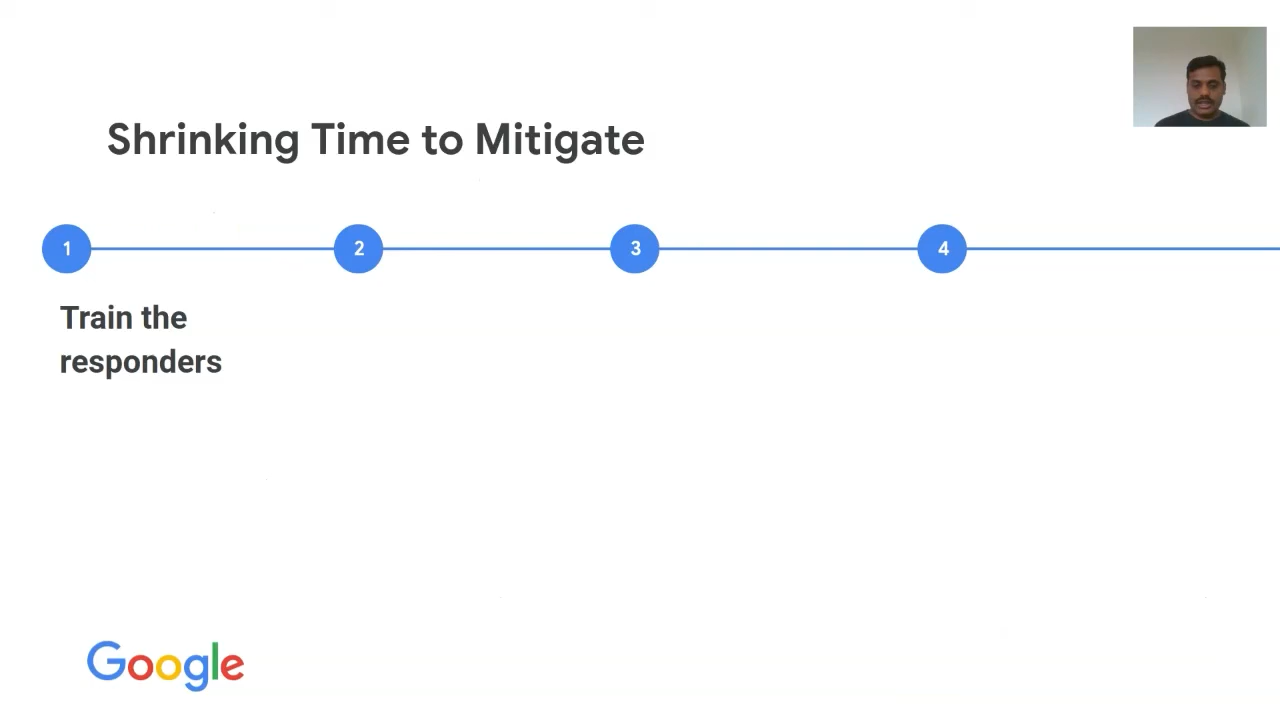 Shrinking Time to Mitigate
1
2
3
4
Train the
responders
Google